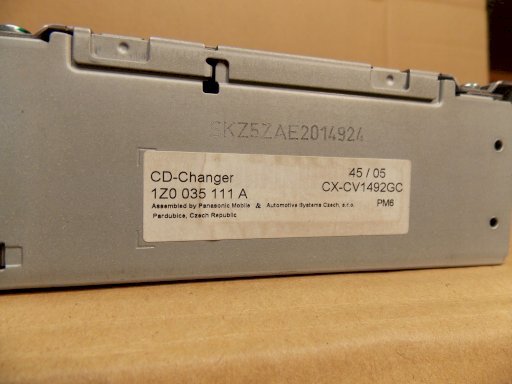 SKZ5ZAE2014924
CD-Changer 45 / 05
1Z0 035 111 A CX-CV1492GC
Assembled by Panasonic Mobile & Automotive Systems Czech, s.r.o. PM6
Pardubice, Czech Republic